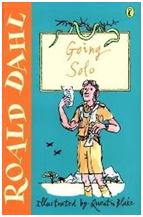 ROALD DAHL
Going
Solo
Illustrated by Quentin Blake